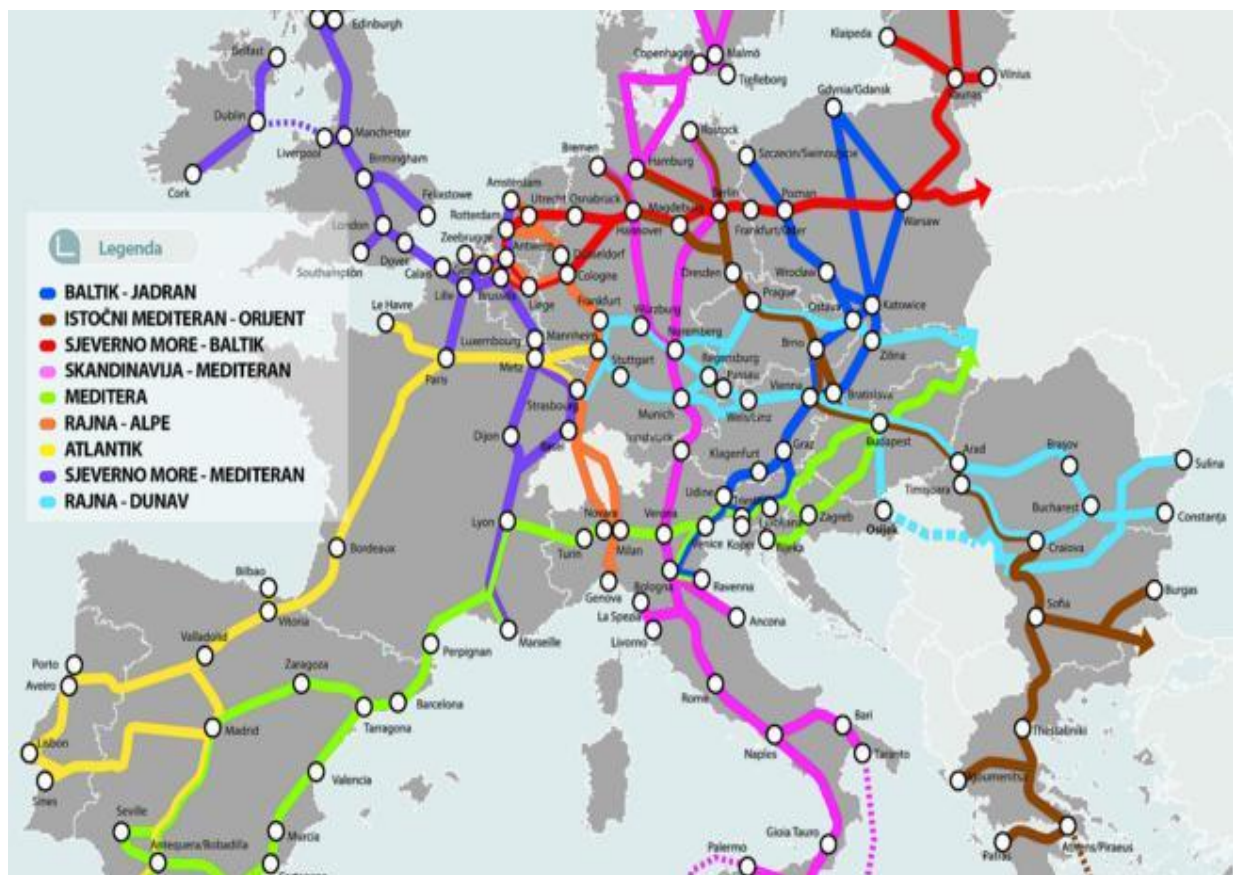 Edinburgh
Belfast
Copenhagen
Malmö
Trelleborg
Klaipeda
Vilnius
Kaunas
Gdynia/Gdansk
Dublin
Liverpool
Manchester
Birmingham
Cork
Felixstowe
Bremen
Hamburg
Rostock
Szczecin/Swinoujscie
Amsterdam
Utrecht
Osnabrück
Magdeburg
Berlin
Poznan
Warsaw
Rotterdam
Hannover
Frankfurt/Oder
London
Zeebrugge
Antwerp
Düsseldorf
Southampton
Dover
Calais
Cologne
Dresden
Wroclaw
Legenda
BALTIK - JADRAN
ISTOČNI MEDITERAN - ORIJENT
SJEVERNO MORE - BALTIK
SKANDINAVIJA - MEDITERAN
MEDITERA
RAJNA - ALPE
ATLANTIK
SJEVERNO MORE - MEDITERAN
RAJNA - DUNAV
Lille
Brussels
Liège
Frankfurt
Prague
Ostava
Katowice
Le Havre
Würzburg
Luxembourg
Mannheim
Nuremberg
Brno
Zilina
Paris
Metz
Stuttgart
Regensburg
Passau
Strasbourg
Vienna
Bratislava
Munich
Wels/Linz
Dijon
Basel
Innsbruck
Klagenfurt
Graz
Budapest
Arad
Braşov
Sulina
Timişoara
Udine
Lyon
Novara
Verona
Ljubljana
Zagreb
Osijek
Bucharest
Constanţa
Turin
Milan
Venice
Koper
Rijeka
Craiova
Bordeaux
Bilbao
Genova
Bologna
Ravenna
La Spezia
Ancona
Sofia
Burgas
Vitoria
Marseille
Livorno
Valladolid
Perpignan
Porto
Zaragoza
Aveiro
Barcelona
Rome
Madrid
Tarragona
Bari
Thessaloniki
Lisbon
Naples
Taranto
Sines
Valencia
Igoumenitsa
Seville
Murcia
Gioia Tauro
Antequera/Bobadilla
Palermo
Patras
Athens/Piraeus